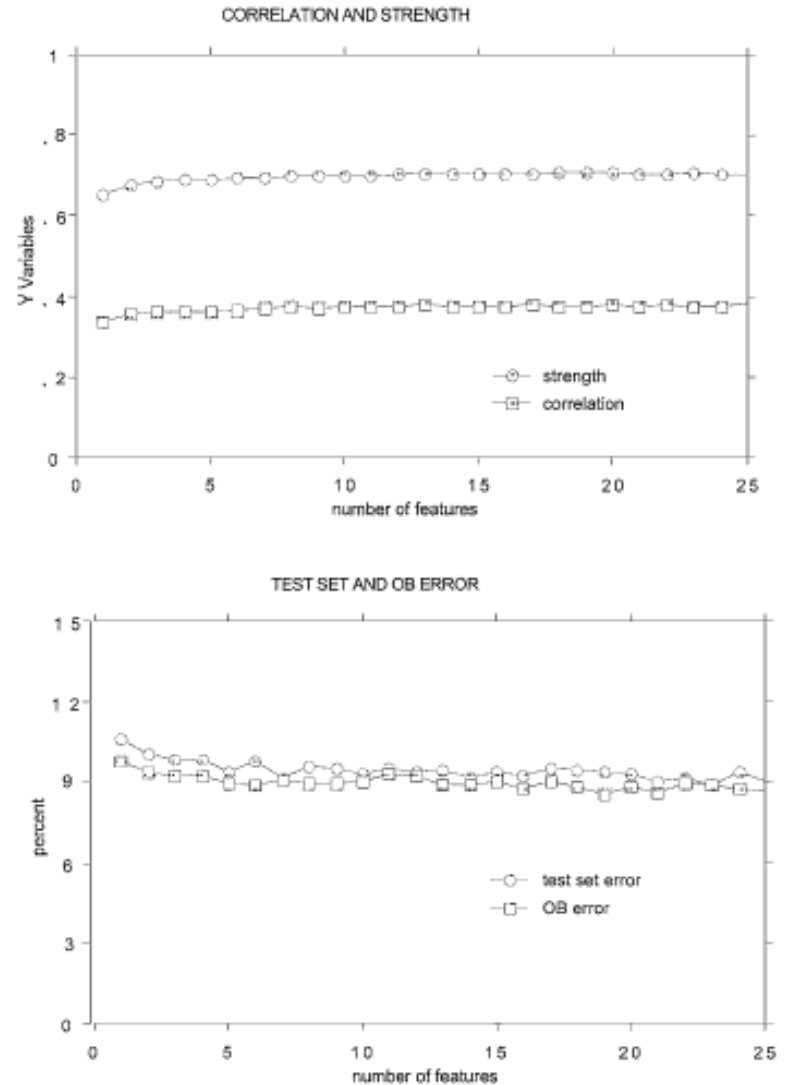 CORRELATION AND STRENGTH
1
. 8
. 6
. 4
. 2
0
Y Variables
strength
correlation
0 5 10 15 20 25
number of features
TEST SET AND OB ERROR
1 5
1 2
9
6
3
0
percent
test set error
OB error
0 5 10 15 20 25
number of features